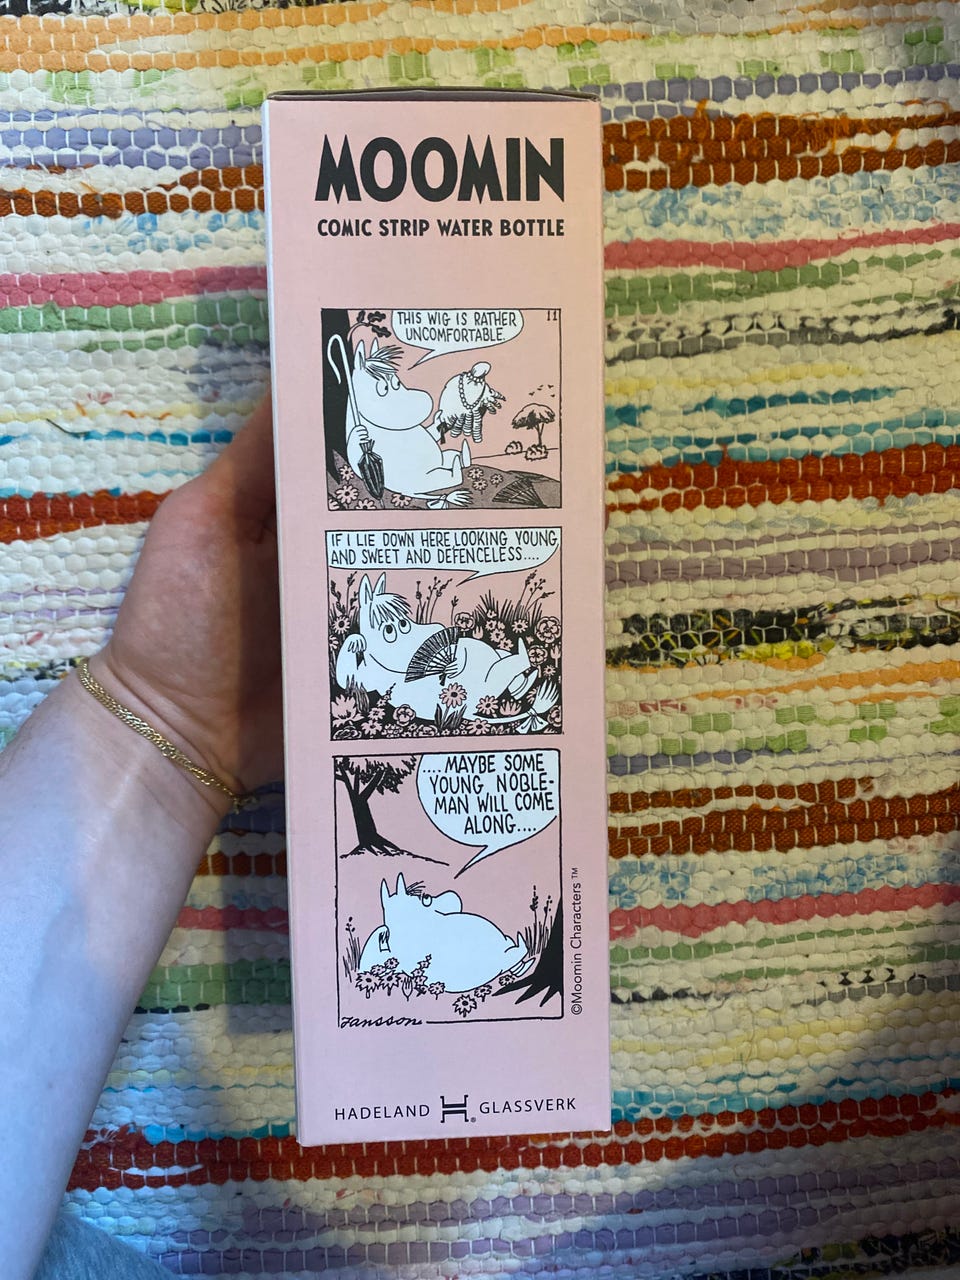 MOOMIN
COMIC STRIP WATER BOTTLE
THIS WIG IS RATHER
UNCOMFORTABLE.
11
IF I LIE DOWN HERE LOOKING YOUNG
AND SWEET AND DEFENCELESS....
....MAYBE SOME
YOUNG NOBLE-
MAN WILL COME
ALONG....
Jansson
©Moomin Characters ™
HADELAND H® GLASSVERK